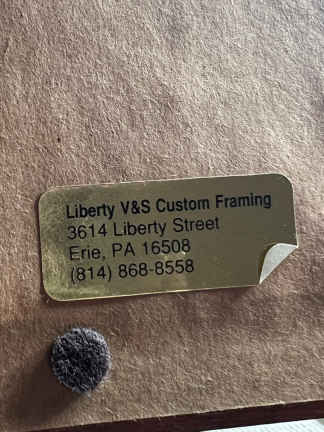 Liberty V&S Custom Framing
3614 Liberty Street
Erie, PA 16508
(814) 868-8558